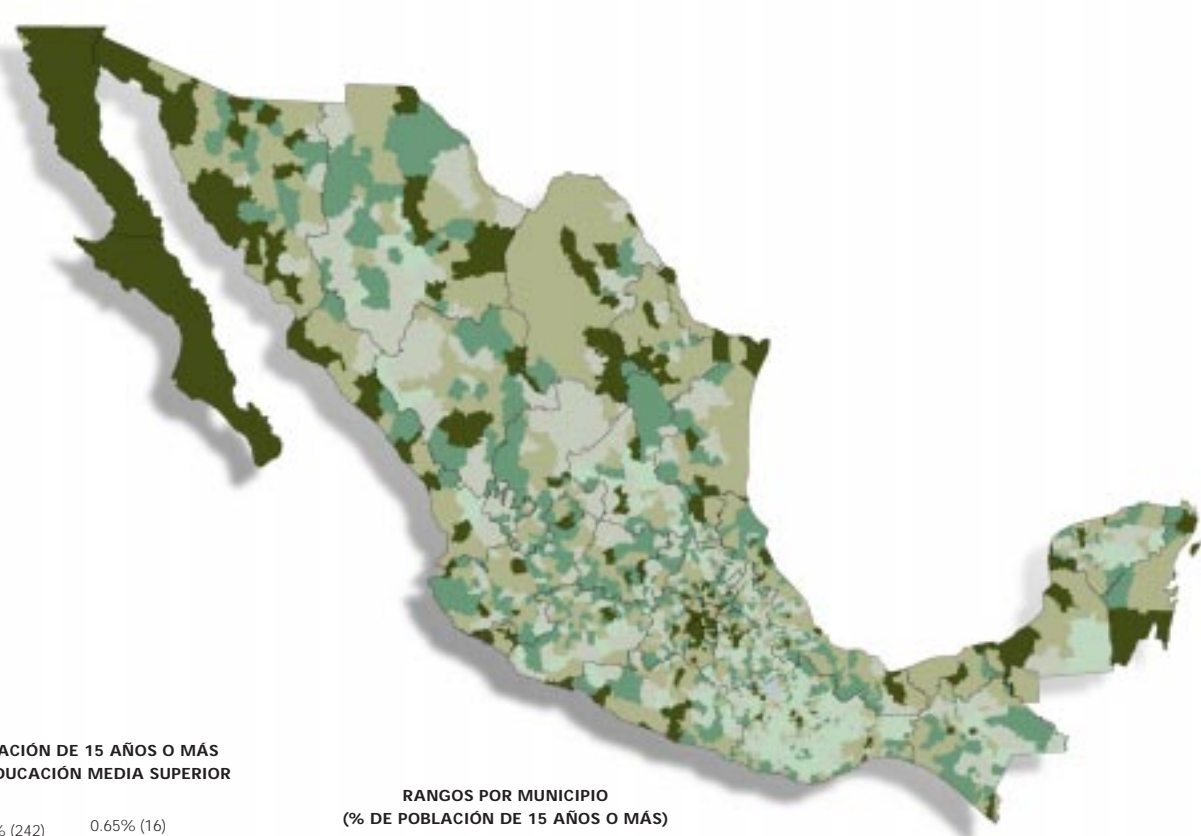 ACIÓN DE 15 AÑOS O MÁS
DUCACIÓN MEDIA SUPERIOR
% (242)
0.65% (16)
RANGOS POR MUNICIPIO
(% DE POBLACIÓN DE 15 AÑOS O MÁS)